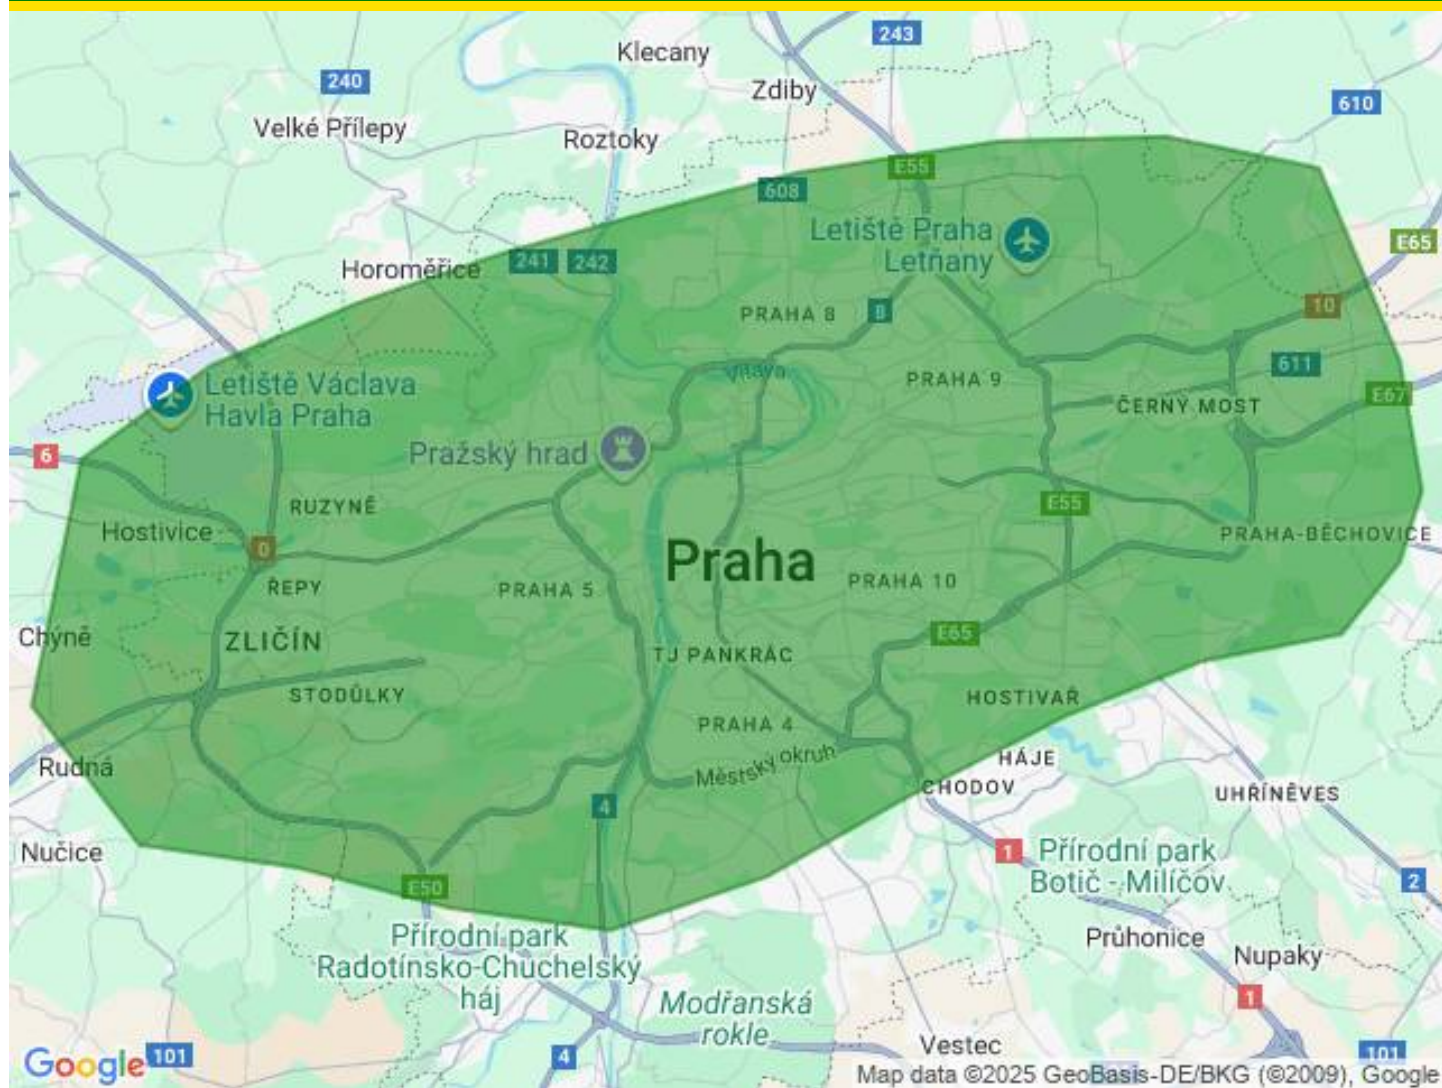 243
Klecany
240
Zdiby
610
Velké Přílepy
Roztoky
E55
608
Letiště Praha
Letňany
E65
241
242
Horoměřice
PRAHA 8
8
10
Vltava
611
PRAHA 9
Letiště Václava
Havla Praha
E67
ČERNÝ MOST
6
Pražský hrad
RUZYNĚ
E55
Hostivice
PRAHA-BĚCHOVICE
0
Praha
PRAHA 5
PRAHA 10
ŘEPY
Chýně
ZLIČÍN
E65
TJ PANKRÁC
STODŮLKY
HOSTIVAŘ
PRAHA 4
Městský okruh
Rudná
HÁJE
CHODOV
UHŘÍNĚVES
4
Nučice
1
Přírodní park
Botič - Milíčov
2
E50
Přírodní park
Radotínsko-Chuchelský
háj
Průhonice
Nupaky
1
Modřanská
rokle
Vestec
Google
101
4
101
Map data ©2025 GeoBasis-DE/BKG (©2009), Google